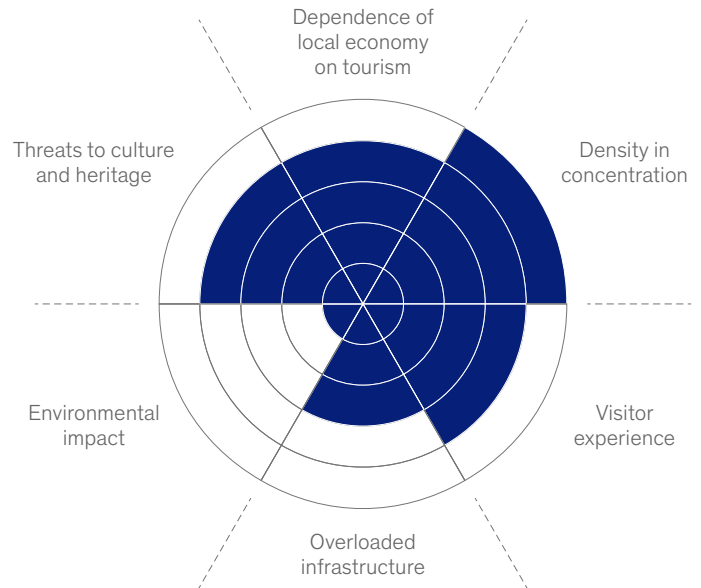 Dependence of
local economy
on tourism
Threats to culture
and heritage
Density in
concentration
Environmental
impact
Visitor
experience
Overloaded
infrastructure